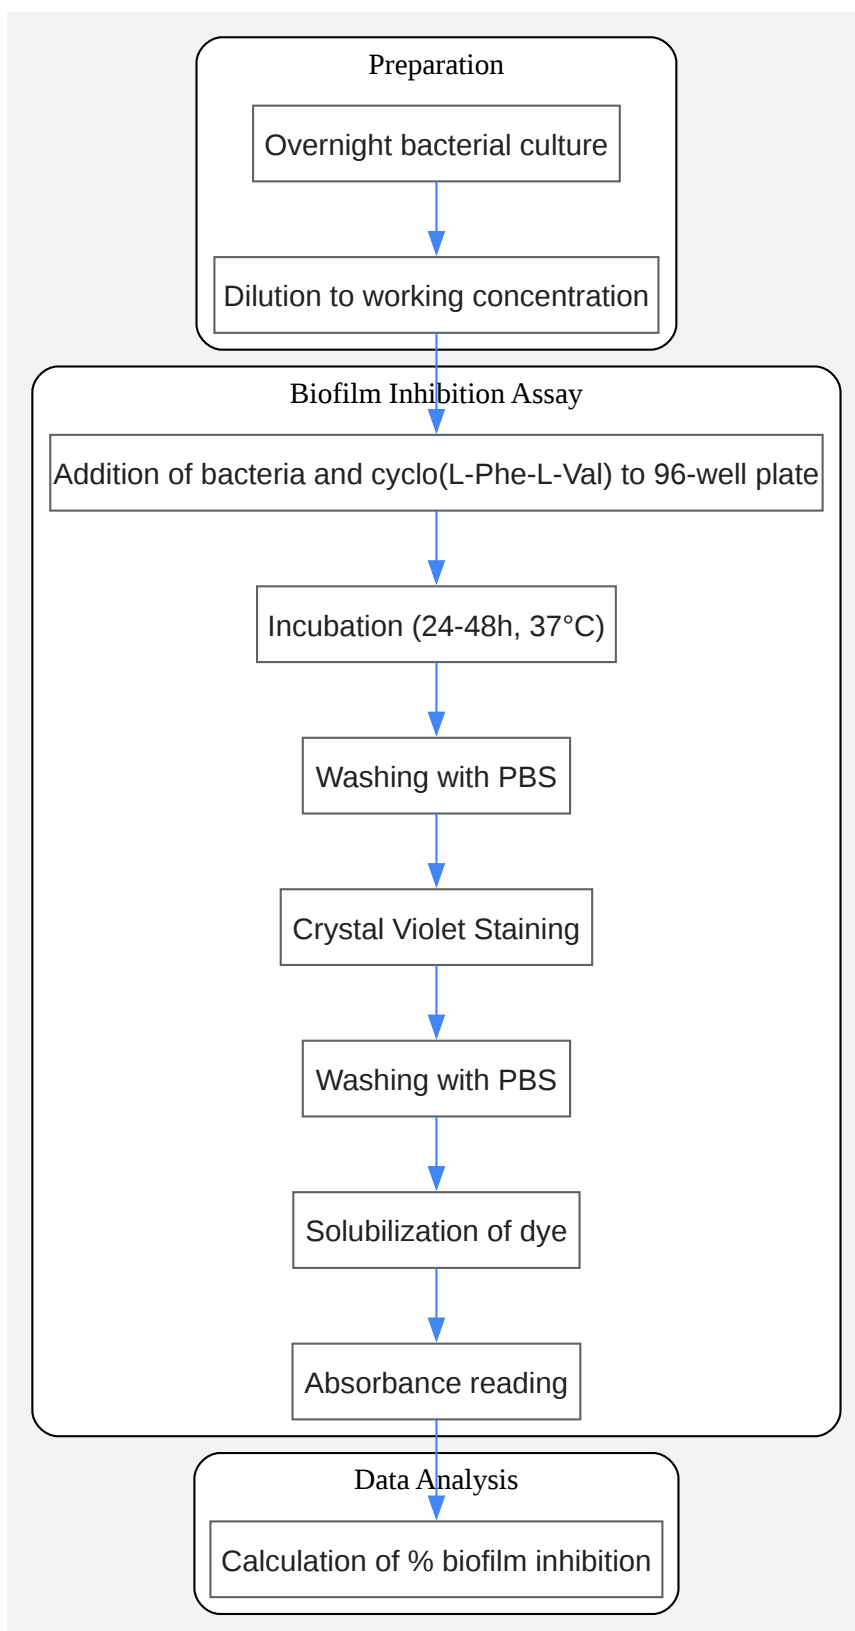 Preparation
Overnight bacterial culture
Dilution to working concentration
Biofilm Inhibition Assay
Addition of bacteria and cyclo(L-Phe-L-Val) to 96-well plate
Incubation (24-48h, 37°C)
Washing with PBS
Crystal Violet Staining
Washing with PBS
Solubilization of dye
Absorbance reading
Data Analysis
Calculation of % biofilm inhibition